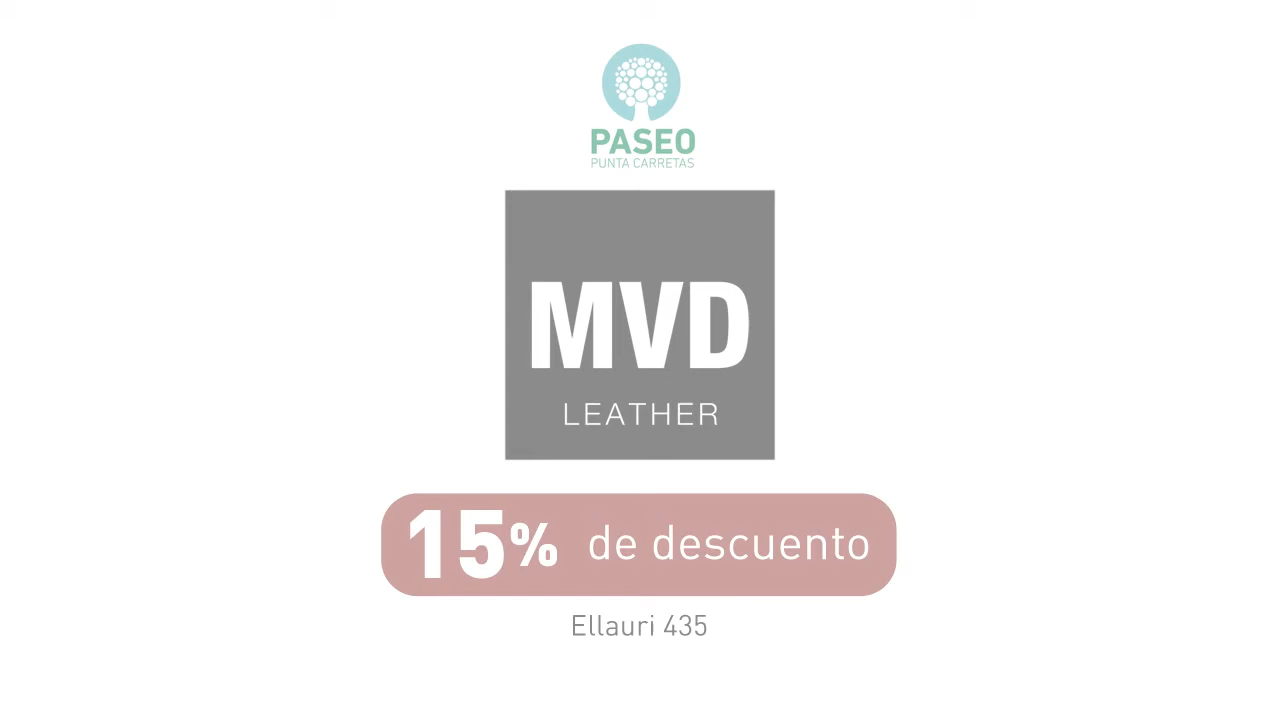 PASEO
PUNTA CARRETAS
MVD
LEATHER
15% de descuento
Ellauri 435